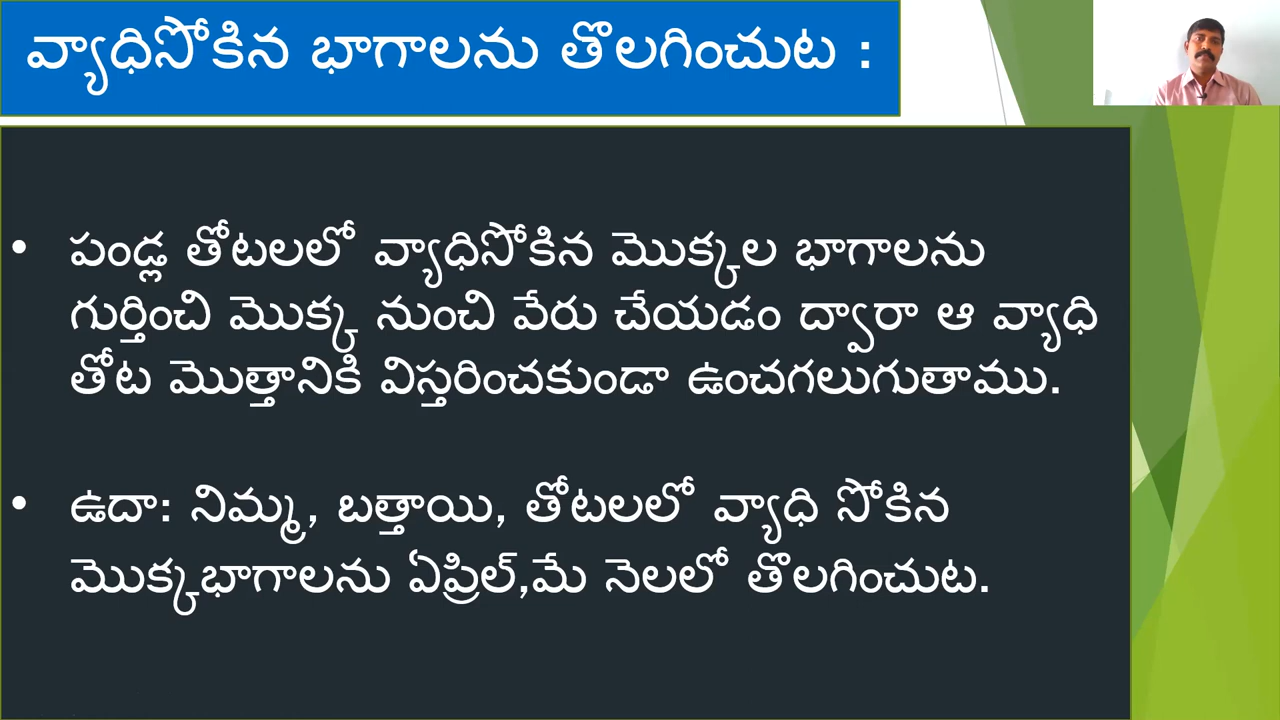 వ్యాధిసోకిన భాగాలను తొలగించుట :
• పండ్ల తోటలలో వ్యాధిసోకిన మొక్కల భాగాలను
గుర్తించి మొక్క నుంచి వేరు చేయడం ద్వారా ఆ వ్యాధి
తోట మొత్తానికి విస్తరించకుండా ఉంచగలుగుతాము.
• ఉదా: నిమ్మ, బత్తాయి, తోటలలో వ్యాధి సోకిన
మొక్కభాగాలను ఏప్రిల్,మే నెలలో తొలగించుట.